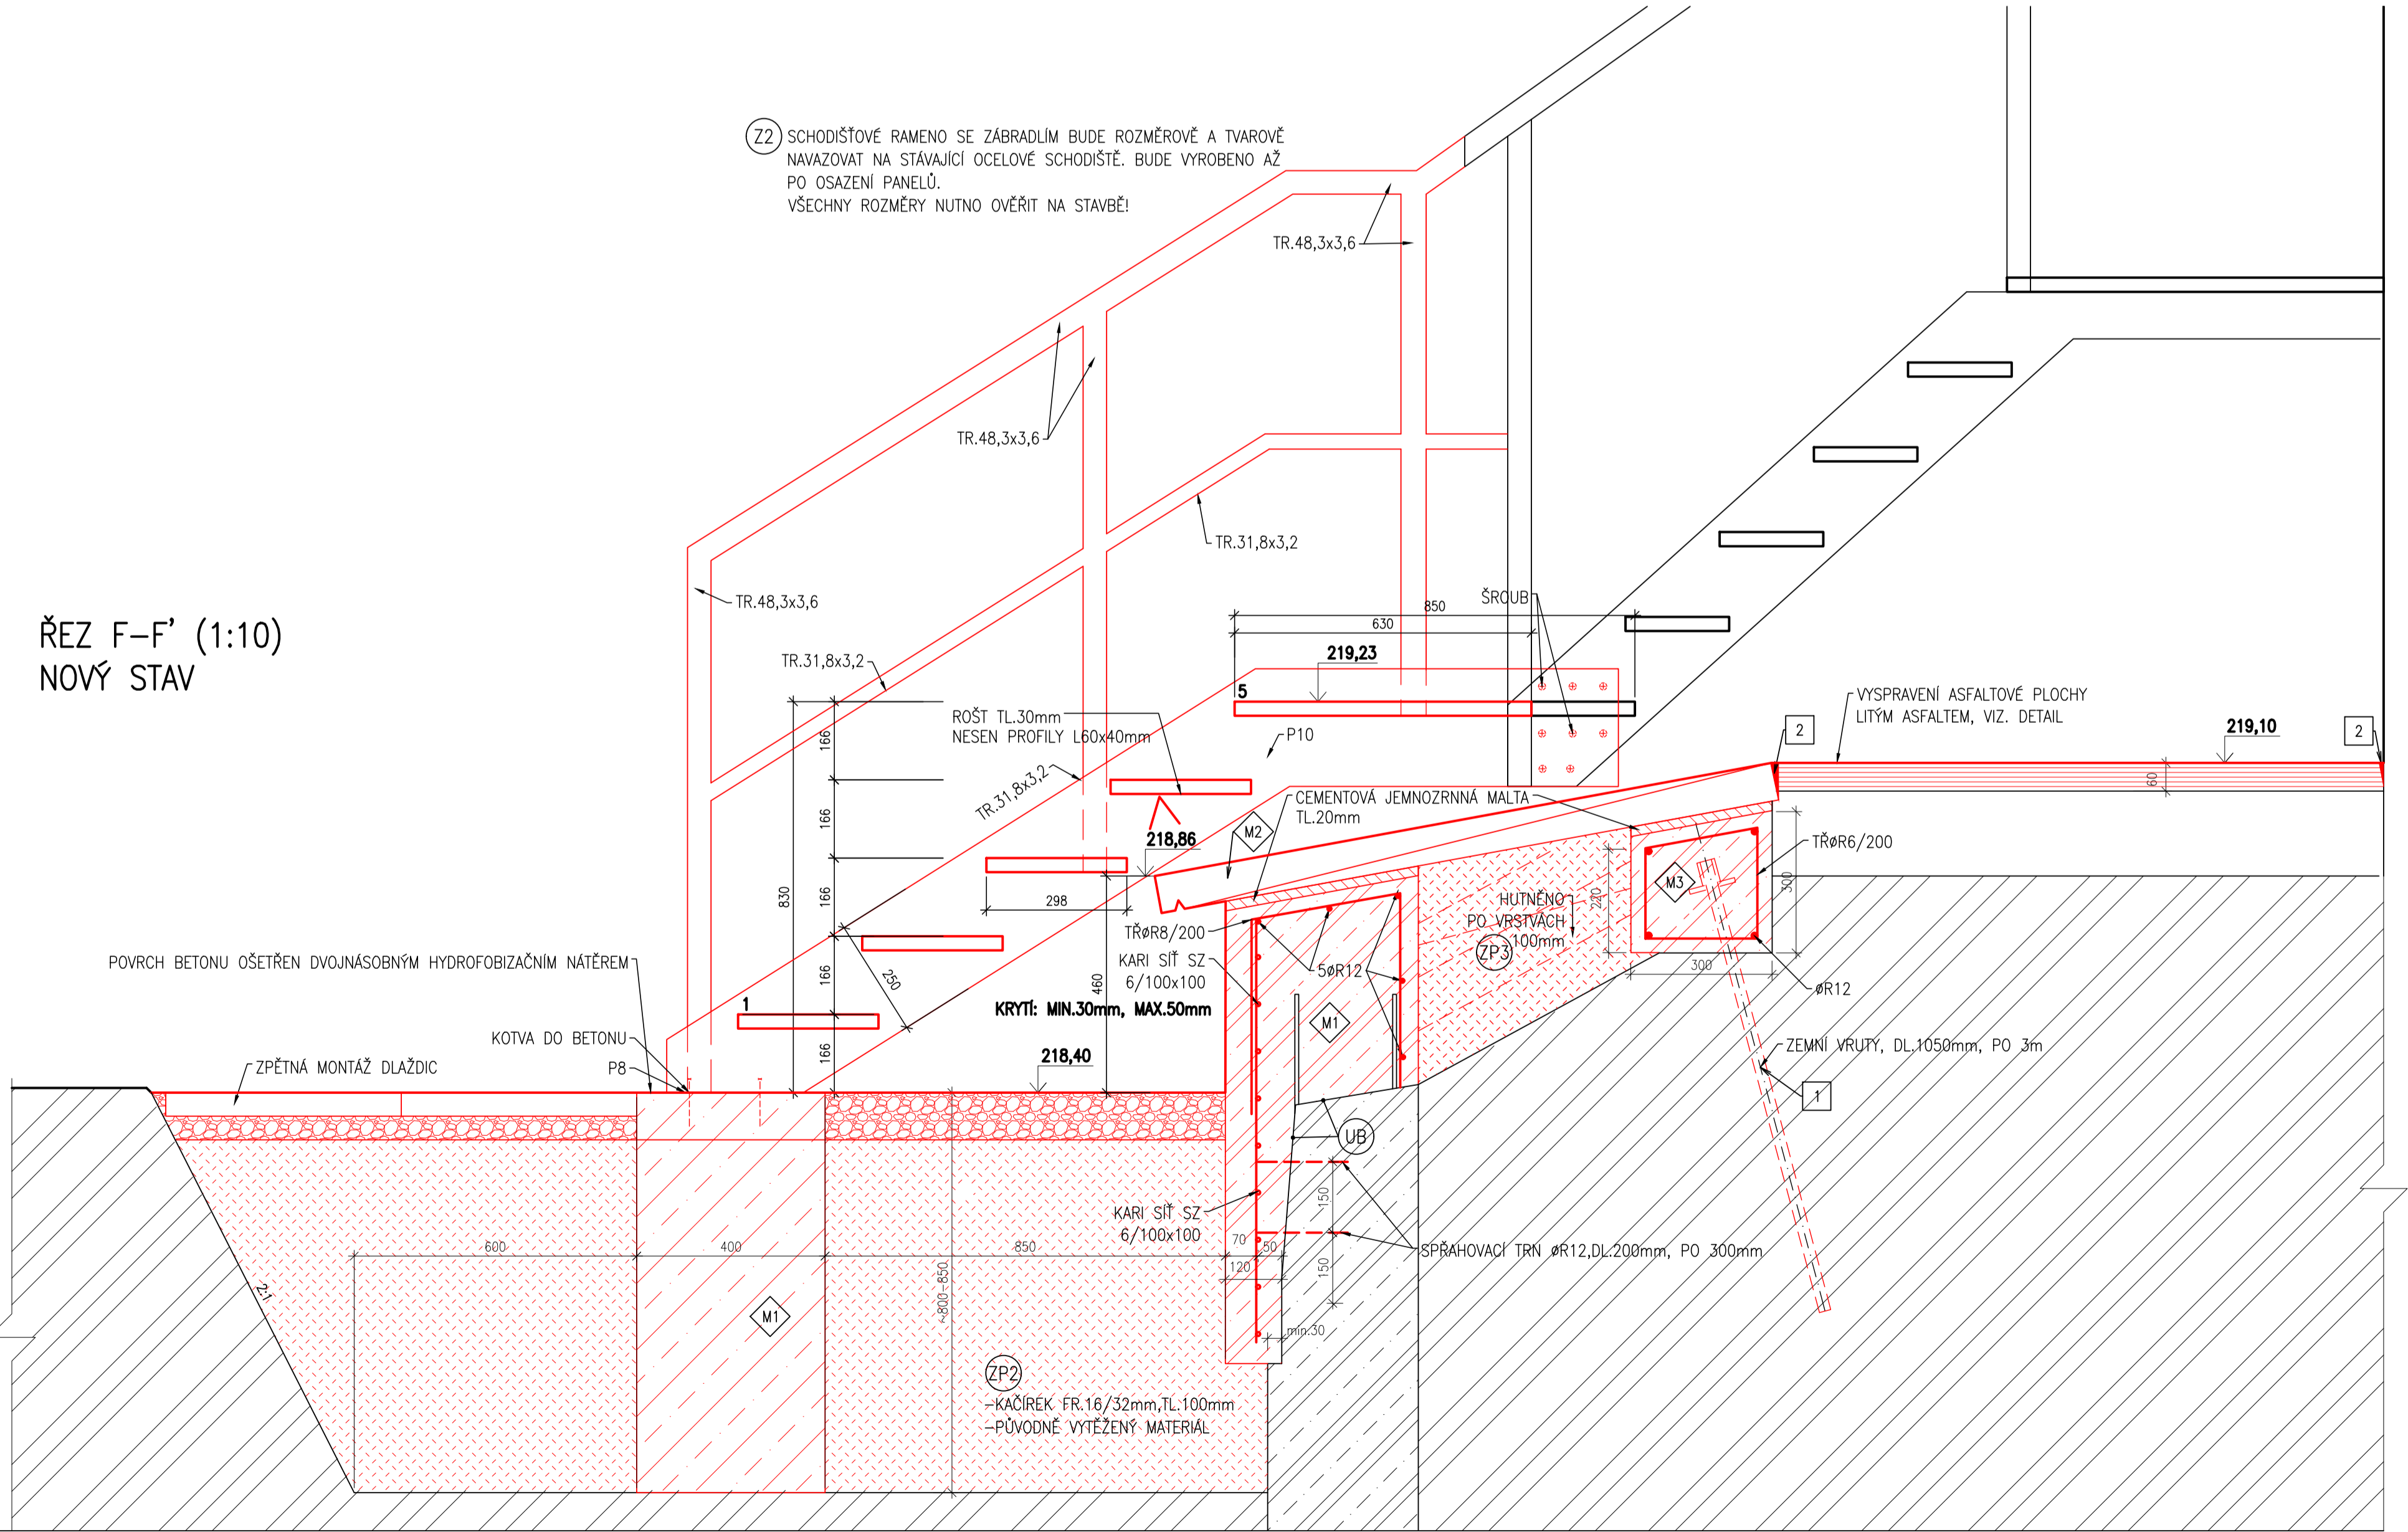 Z2 SCHODIŠŤOVÉ RAMENO SE ZÁBRADLÍM BUDE ROZMĚROVĚ A TVAROVĚ
NAVAZOVAT NA STÁVAJÍCÍ OCELOVÉ SCHODIŠTĚ. BUDE VYROBENO AŽ
PO OSAZENÍ PANELŮ.
VŠECHNY ROZMĚRY NUTNO OVĚŘIT NA STAVBĚ!
TR.48,3x3,6
TR.48,3x3,6
TR.31,8x3,2
TR.48,3x3,6
ŠROUB
850
630
ŘEZ F–F' (1:10)
NOVÝ STAV
TR.31,8x3,2
219,23
5
ROŠT TL.30mm
NESEN PROFILY L60x40mm
P10
VYSPRAVENÍ ASFALTOVÉ PLOCHY
LITÝM ASFALTEM, VIZ. DETAIL
2
219,10
2
60
166
TR.31,8x3,2
CEMENTOVÁ JEMNOZRNNÁ MALTA
TL.20mm
166
M2
218,86
TŘøR6/200
830
166
298
M3
300
220
HUTNĚNO
PO VRSTVÁCH
100mm
ZP3
TŘøR8/200
KARI SÍŤ SZ
6/100x100
5øR12
300
øR12
POVRCH BETONU OŠETŘEN DVOJNÁSOBNÝM HYDROFOBIZAČNÍM NÁTĚREM
166
250
460
1
KRYTÍ: MIN.30mm, MAX.50mm
M1
KOTVA DO BETONU
166
218,40
ZEMNÍ VRUTY, DL.1050mm, PO 3m
1
ZPĚTNÁ MONTÁŽ DLAŽDIC
P8
UB
KARI SÍŤ SZ
6/100x100
150
600
400
850
70
50
120
150
SPŘAHOVACÍ TRN øR12,DL.200mm, PO 300mm
2:1
~800-850
M1
min.30
ZP2
–KAČÍREK FR.16/32mm,TL.100mm
–PŮVODNĚ VYTĚŽENÝ MATERIÁL